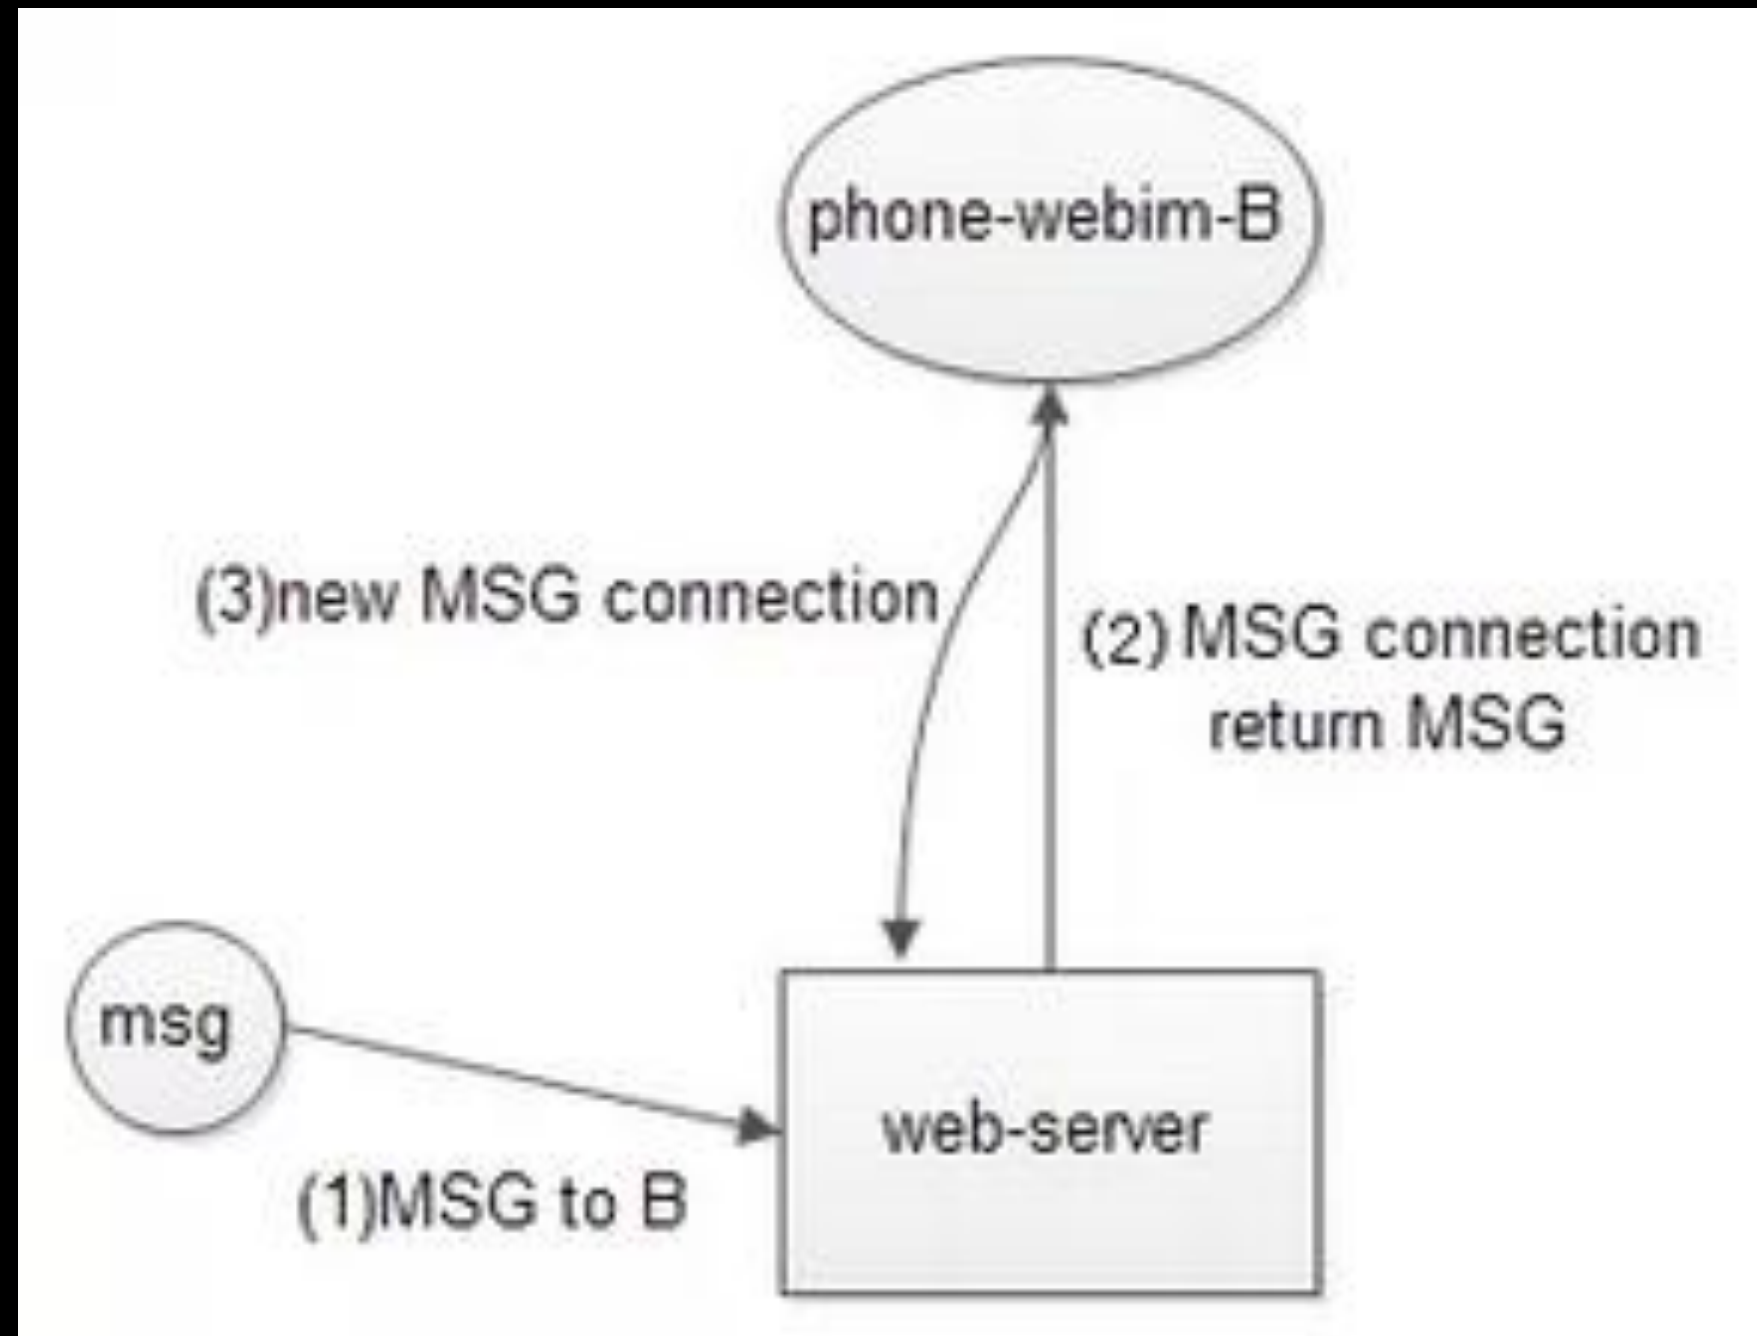 phone-webim-B
(3)new MSG connection
(2) MSG connection
return MSG
msg
web-server
(1)MSG to B